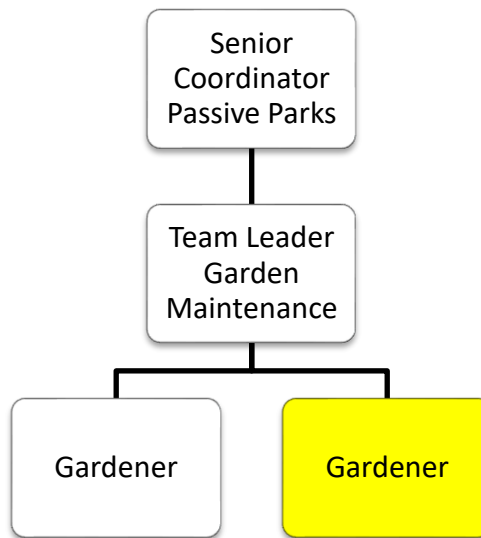 Senior
Coordinator
Passive Parks
Team Leader
Garden
Maintenance
Gardener
Gardener